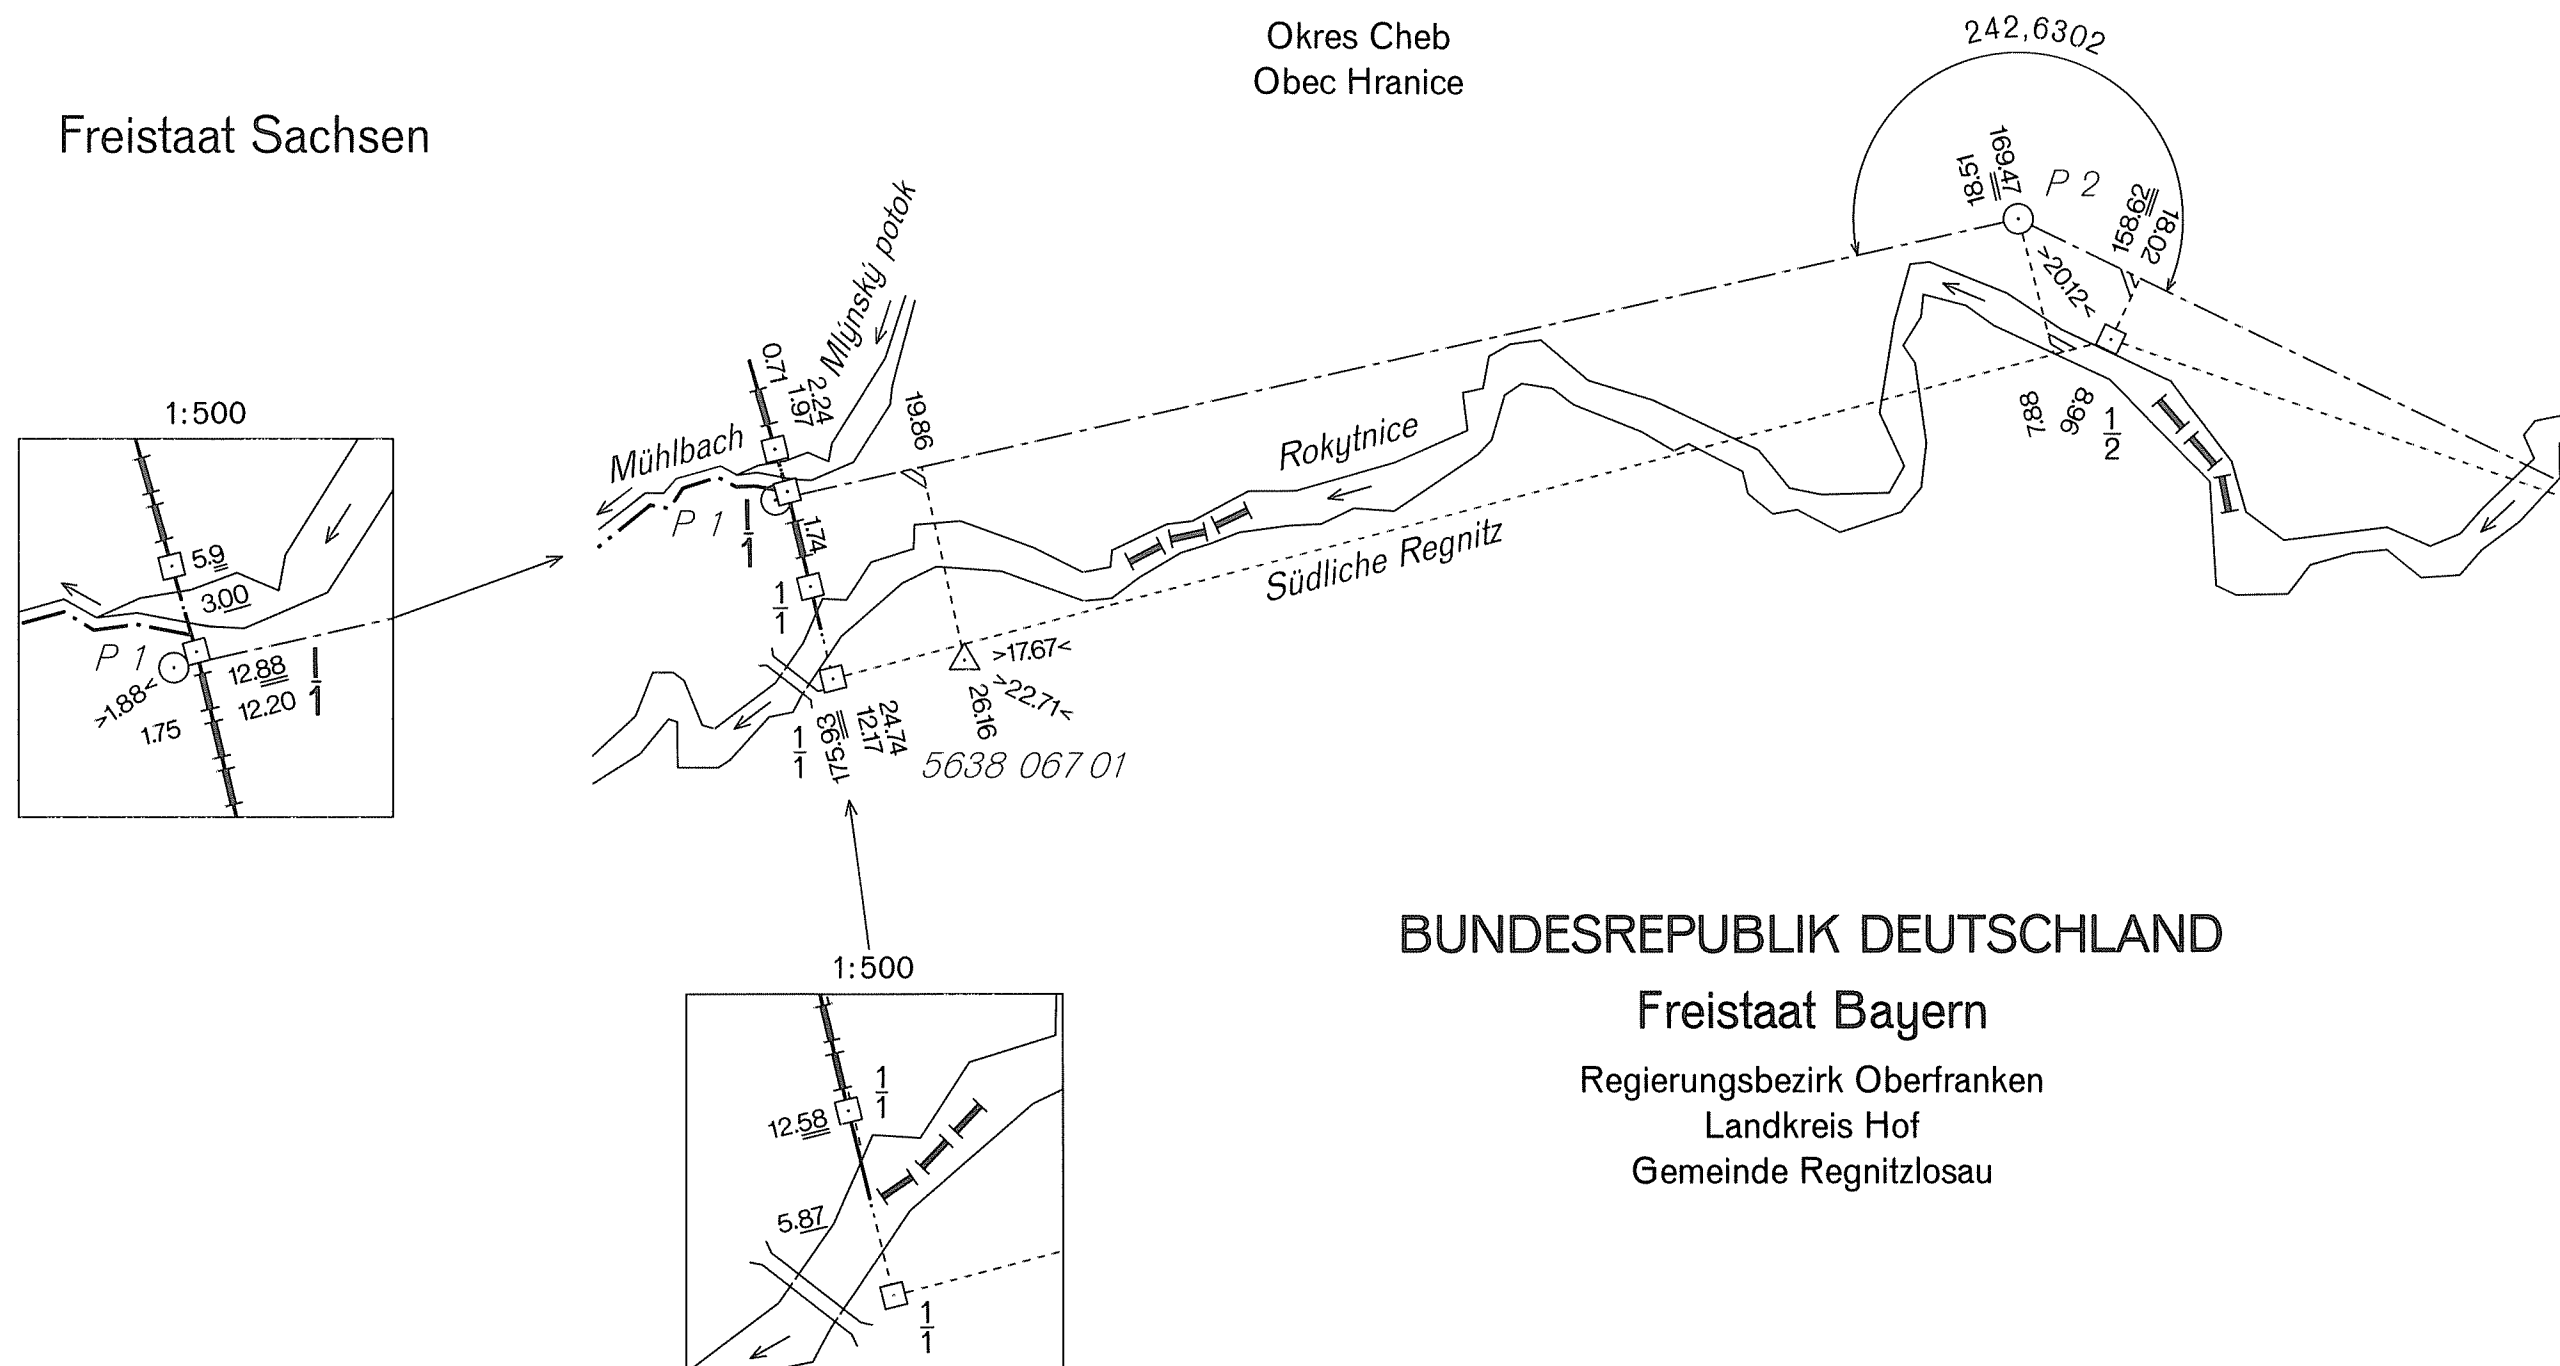 Okres Cheb
Obec Hranice
242,6302
Freistaat Sachsen
18.51
169.47
P 2
158.62
18.02
>20.12<
Mlýnský potok
0.71
1.97
2.24
19.86
1:500
Mühlbach
Rokytnice
7.88
8.96
1
2
P 1
1
1
1.74
Südliche Regnitz
5.9
3.00
P 1
12.88
1
1
>1.88<
12.20
1.75
1
1
>17.67<
>22.71<
26.16
1
1
175.93
12.17
24.74
5638 067 01
BUNDESREPUBLIK DEUTSCHLAND
Freistaat Bayern
Regierungsbezirk Oberfranken
Landkreis Hof
Gemeinde Regnitzlosau
1:500
1
1
12.58
5.87
1
1